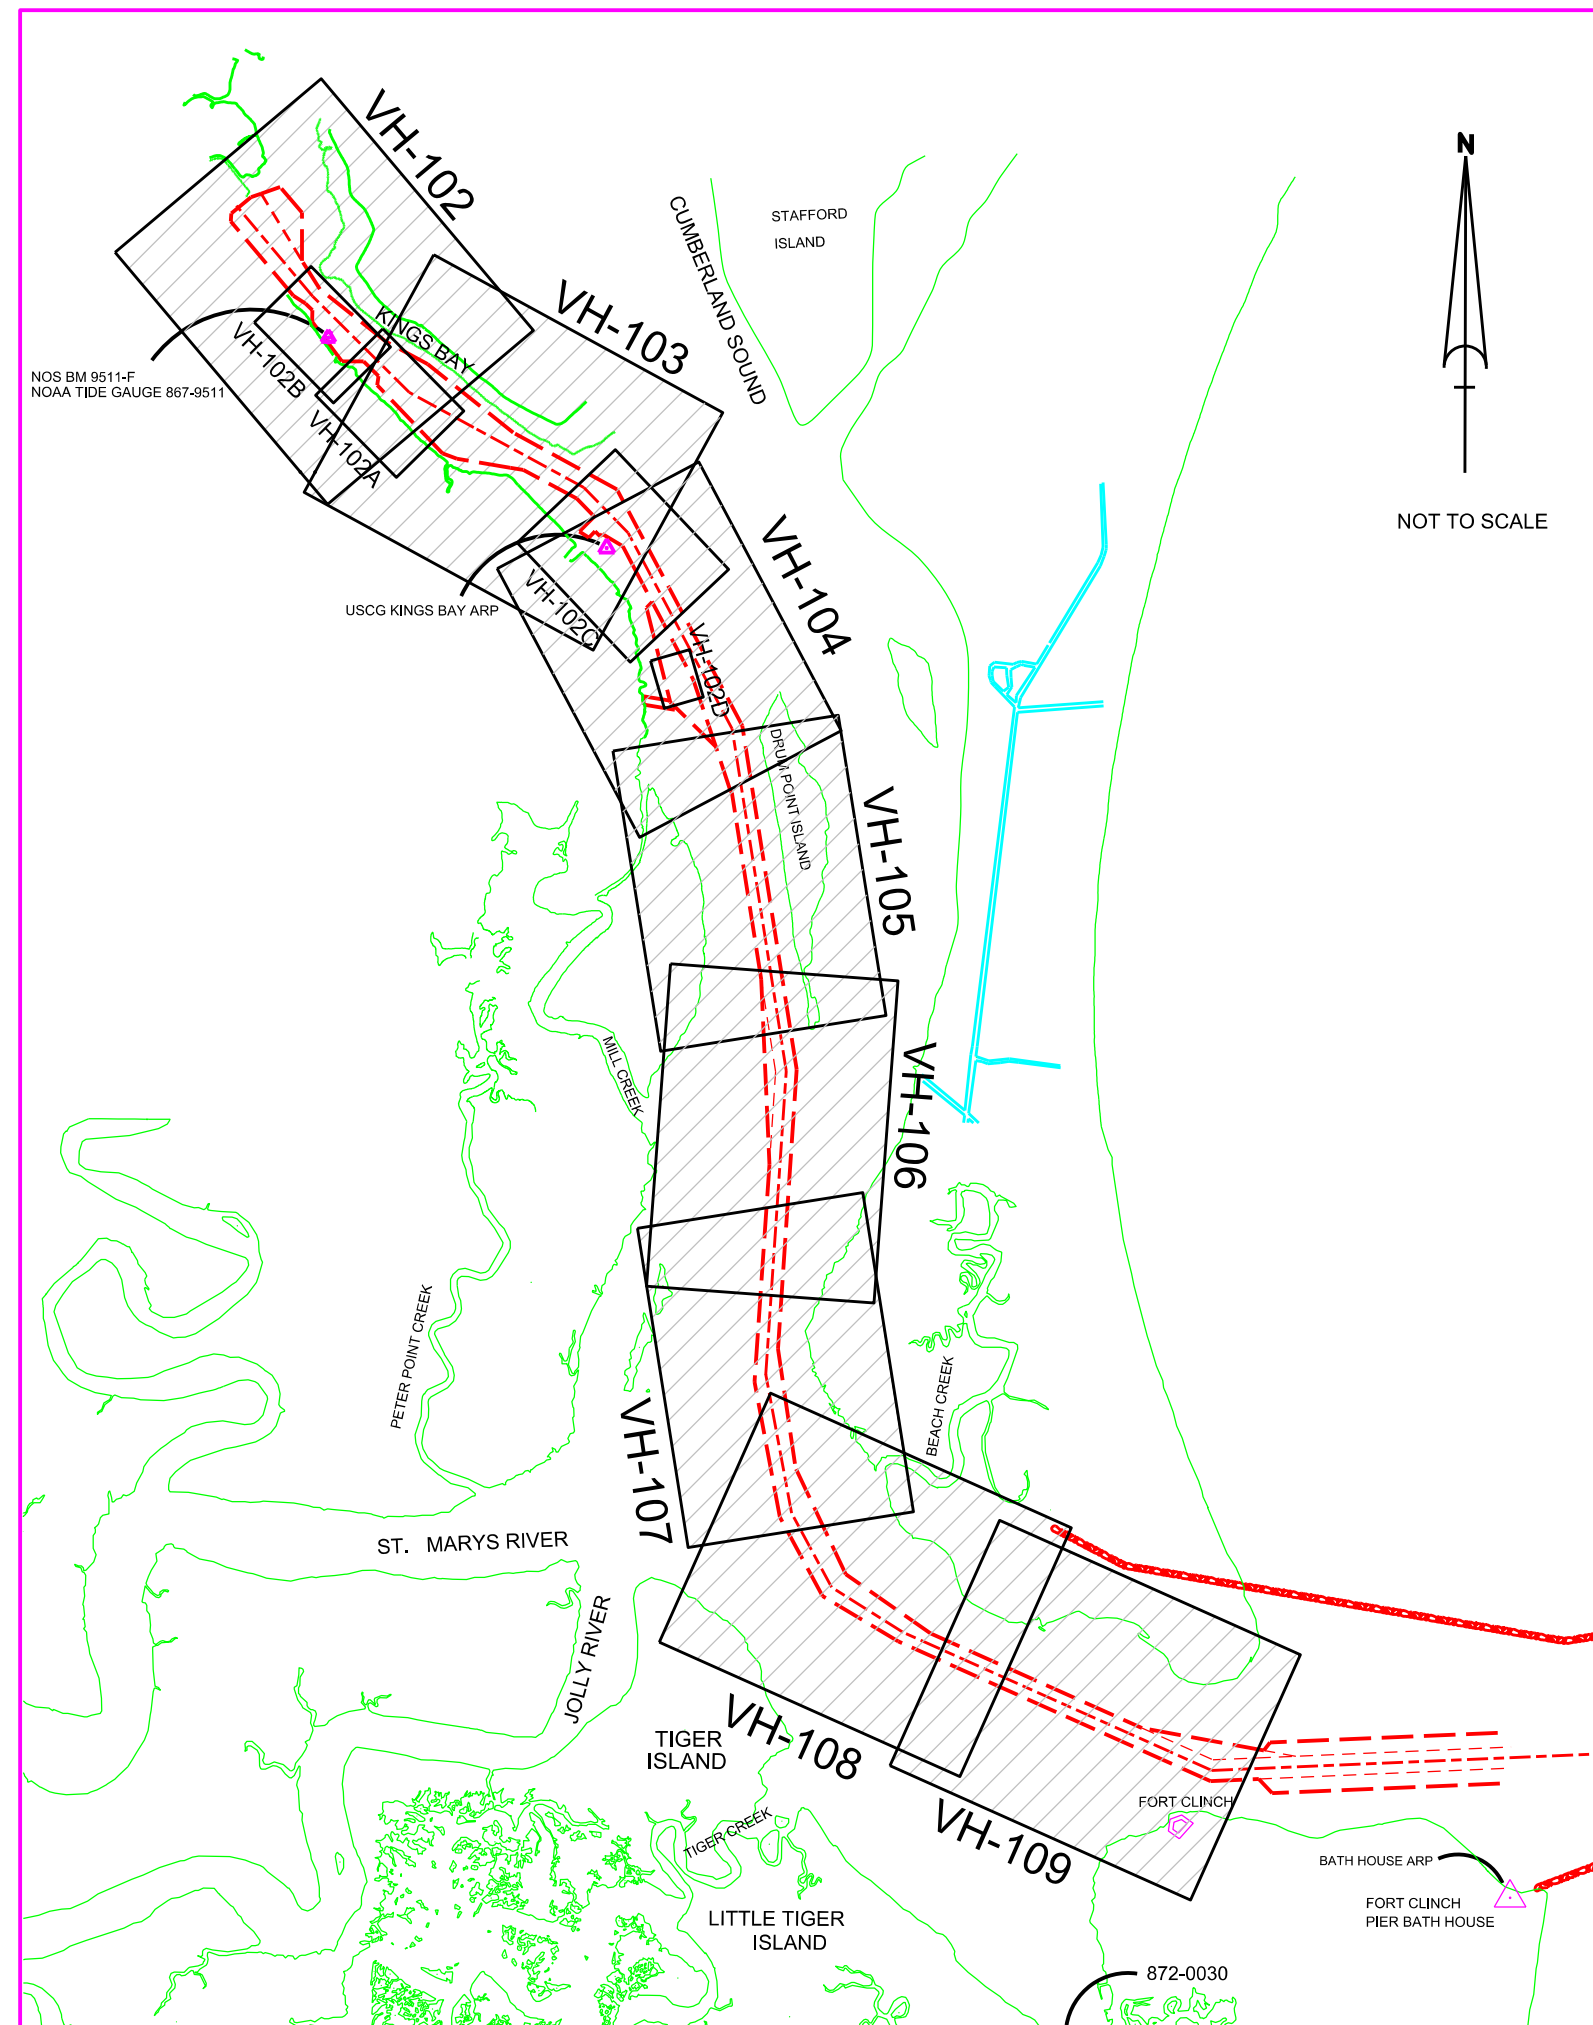 VH-102
N
CUMBERLAND SOUND
STAFFORD
ISLAND
VH-103
KINGS BAY
VH-102B
NOS BM 9511-F
NOAA TIDE GAUGE 867-9511
VH-102A
NOT TO SCALE
VH-104
VH-102C
USCG KINGS BAY ARP
VH-102D
DRUM POINT ISLAND
VH-105
MILL CREEK
VH-106
PETER POINT CREEK
BEACH CREEK
VH-107
ST. MARYS RIVER
JOLLY RIVER
TIGER
ISLAND
VH-108
TIGER CREEK
FORT CLINCH
VH-109
BATH HOUSE ARP
FORT CLINCH
PIER BATH HOUSE
LITTLE TIGER
ISLAND
872-0030